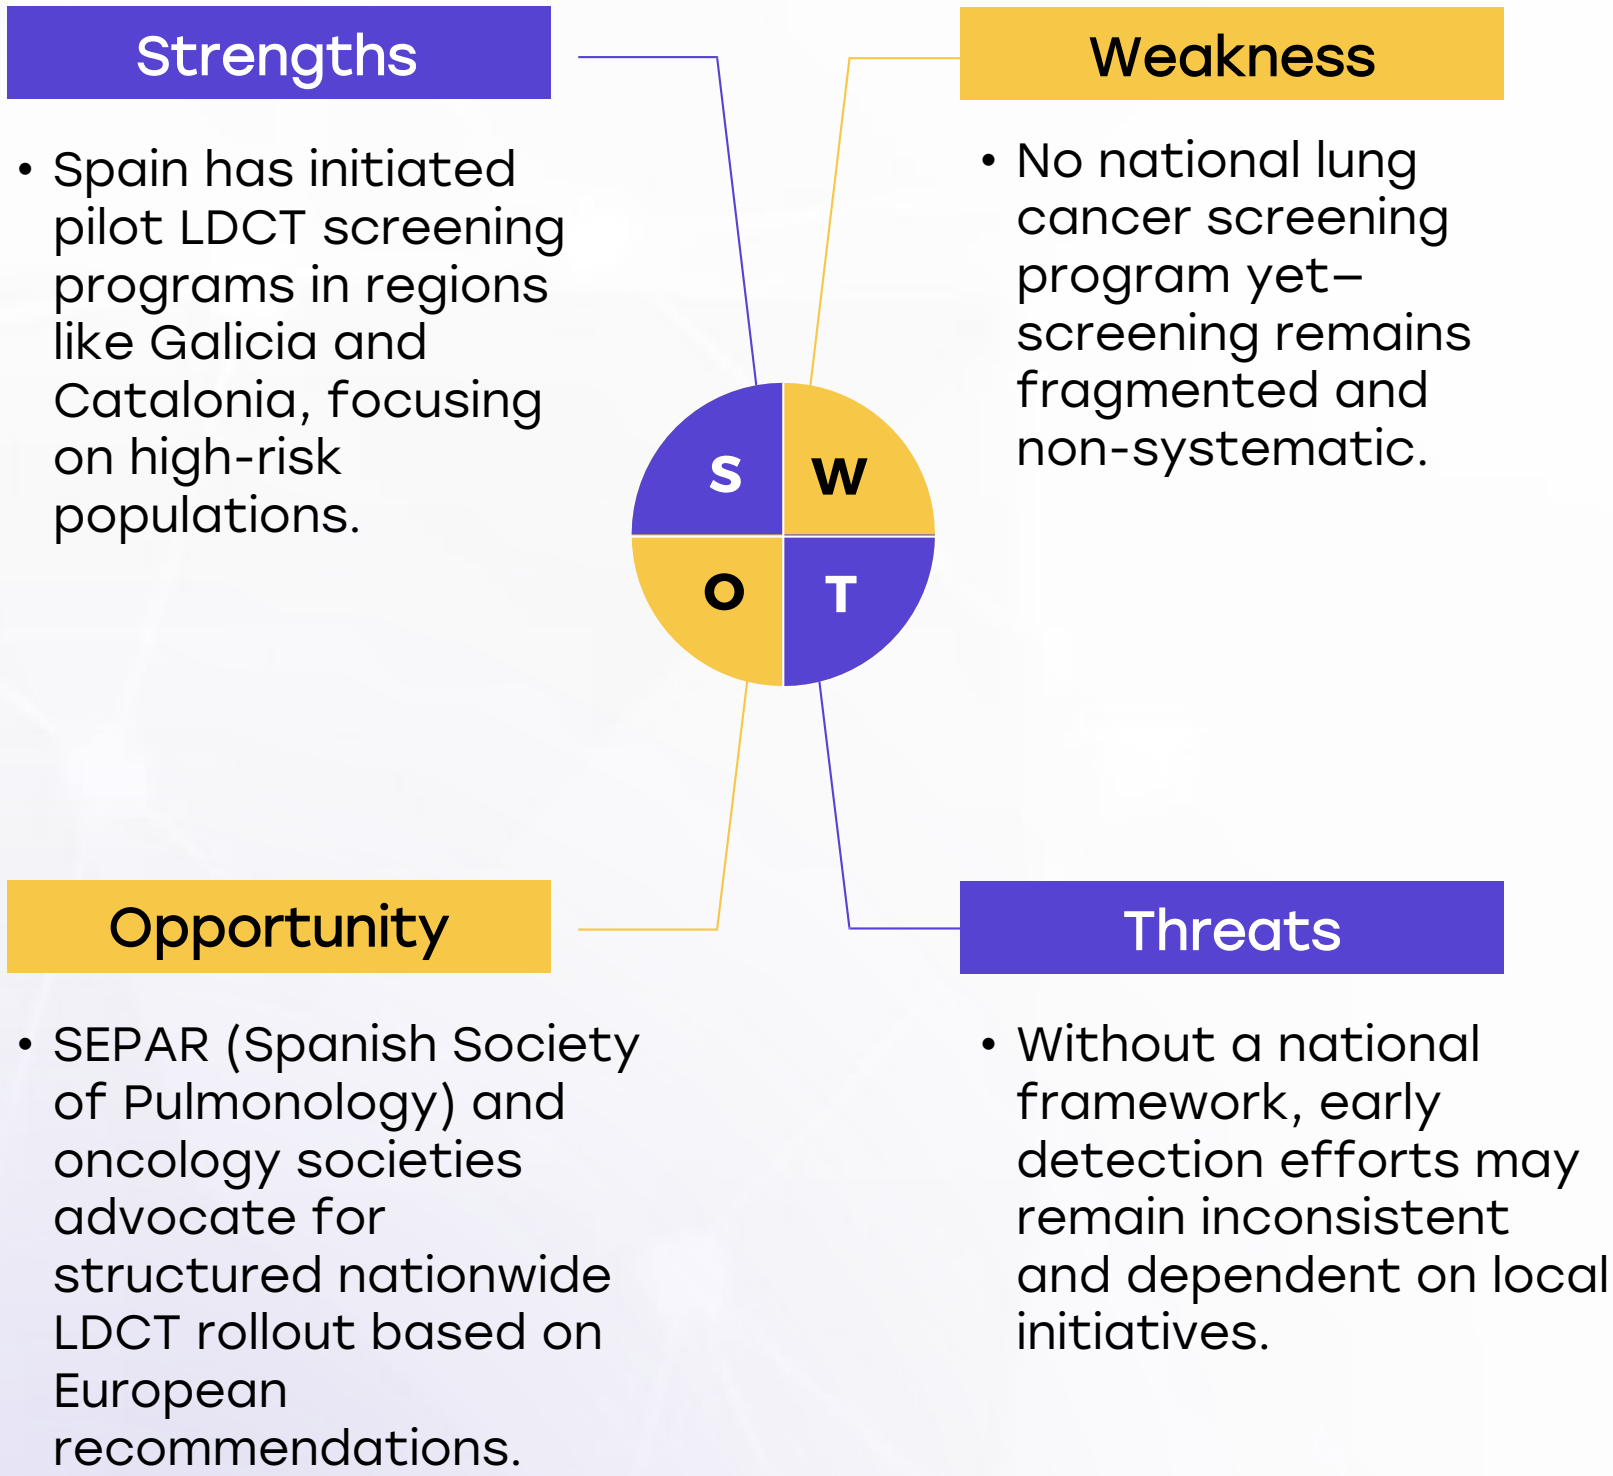 Strengths
• Spain has initiated
pilot LDCT screening
programs in regions
like Galicia and
Catalonia, focusing
on high-risk
populations.
Weakness
• No national lung
cancer screening
program yet—
screening remains
fragmented and
non-systematic.
S
W
O
T
Opportunity
• SEPAR (Spanish Society
of Pulmonology) and
oncology societies
advocate for
structured nationwide
LDCT rollout based on
European
recommendations.
Threats
• Without a national
framework, early
detection efforts may
remain inconsistent
and dependent on local
initiatives.